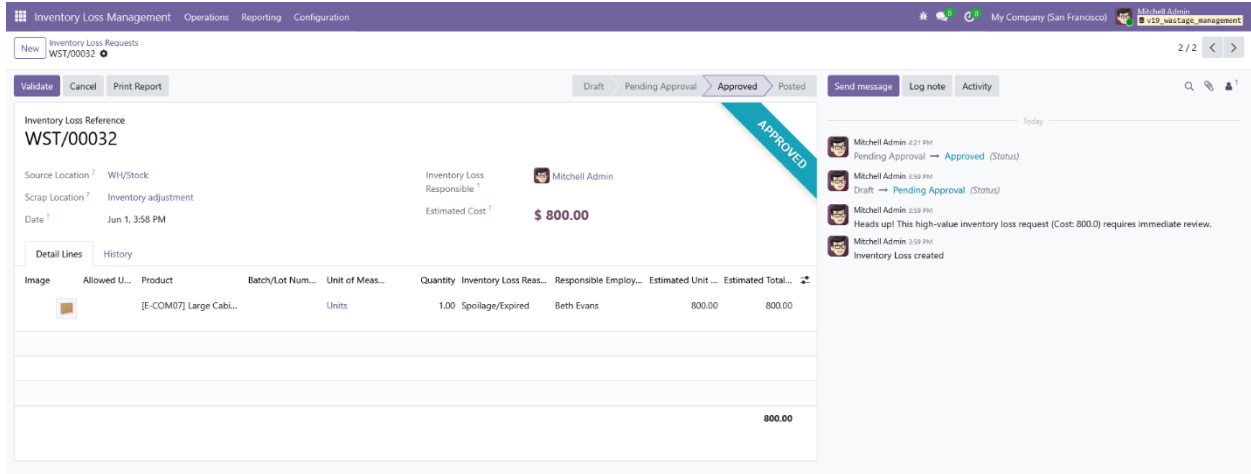 Inventory Loss Management Operations Reporting Configuration 8 8 My Company (San Francisco) Mitchell Admin
v19_wastage_management
New Inventory Loss Requests
WST/00032
2 / 2
Validate Cancel Print Report Draft Pending Approval Approved Posted
Send message Log note Activity 1
Inventory Loss Reference
WST/00032
APPROVED
Source Location ? WH/Stock
Scrap Location ? Inventory adjustment
Date ? Jun 1, 3:58 PM
Inventory Loss Responsible ? Mitchell Admin
Estimated Cost ? $ 800.00
Detail Lines History
Image Allowed U... Product Batch/Lot Num... Unit of Meas... Quantity Inventory Loss Reas... Responsible Employ... Estimated Unit ... Estimated Total...
[E-COM07] Large Cabi... Units 1.00 Spoilage/Expired Beth Evans 800.00 800.00
800.00
Today
Mitchell Admin 4:21 PM
Pending Approval → Approved (Status)
Mitchell Admin 3:59 PM
Draft → Pending Approval (Status)
Mitchell Admin 3:59 PM
Heads up! This high-value inventory loss request (Cost: 800.0) requires immediate review.
Mitchell Admin 3:59 PM
Inventory Loss created